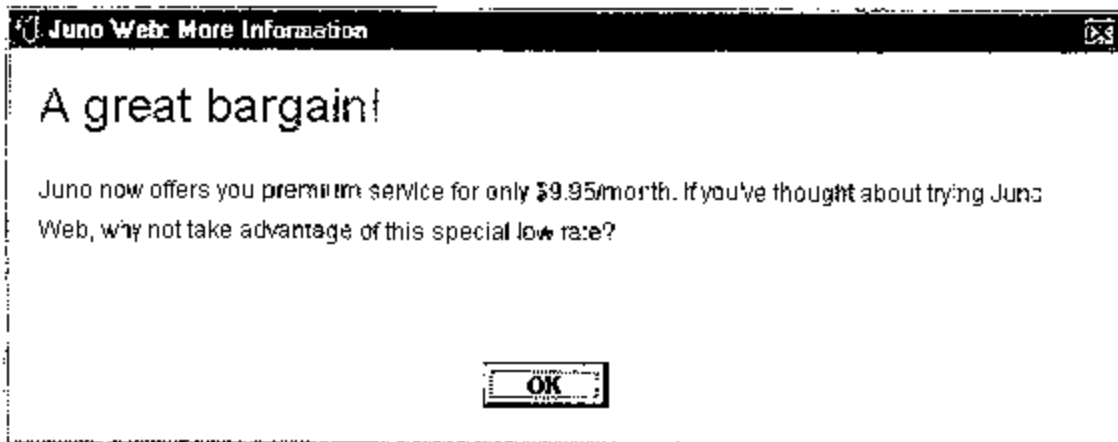 Juno Web: More Information
A great bargain!
Juno now offers you premium service for only $9.95/month. If you've thought about trying Juno
Web, why not take advantage of this special low rate?
OK